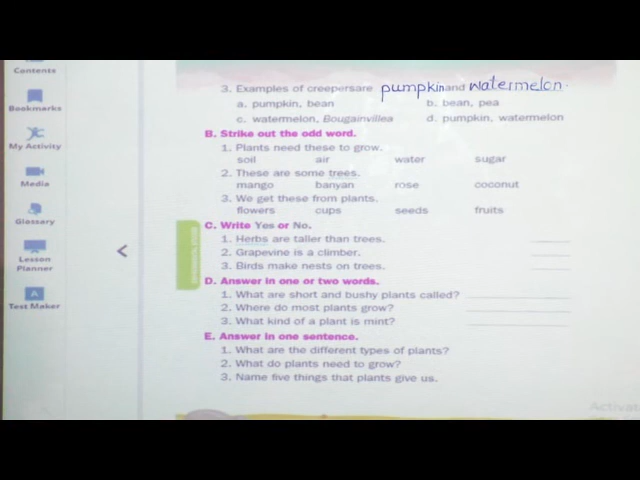 Contents
Bookmarks
My Activity
Media
Glossary
Lesson
Planner
Test Maker
3. Examples of creepersare pumpkin and watermelon.
a. pumpkin, bean b. bean, pea
c. watermelon, Bougainvillea d. pumpkin, watermelon
B. Strike out the odd word.
1. Plants need these to grow.
soil air water sugar
2. These are some trees.
mango banyan rose coconut
3. We get these from plants.
flowers cups seeds fruits
C. Write Yes or No.
1. Herbs are taller than trees.
2. Grapevine is a climber.
3. Birds make nests on trees.
D. Answer in one or two words.
1. What are short and bushy plants called?
2. Where do most plants grow?
3. What kind of a plant is mint?
E. Answer in one sentence.
1. What are the different types of plants?
2. What do plants need to grow?
3. Name five things that plants give us.